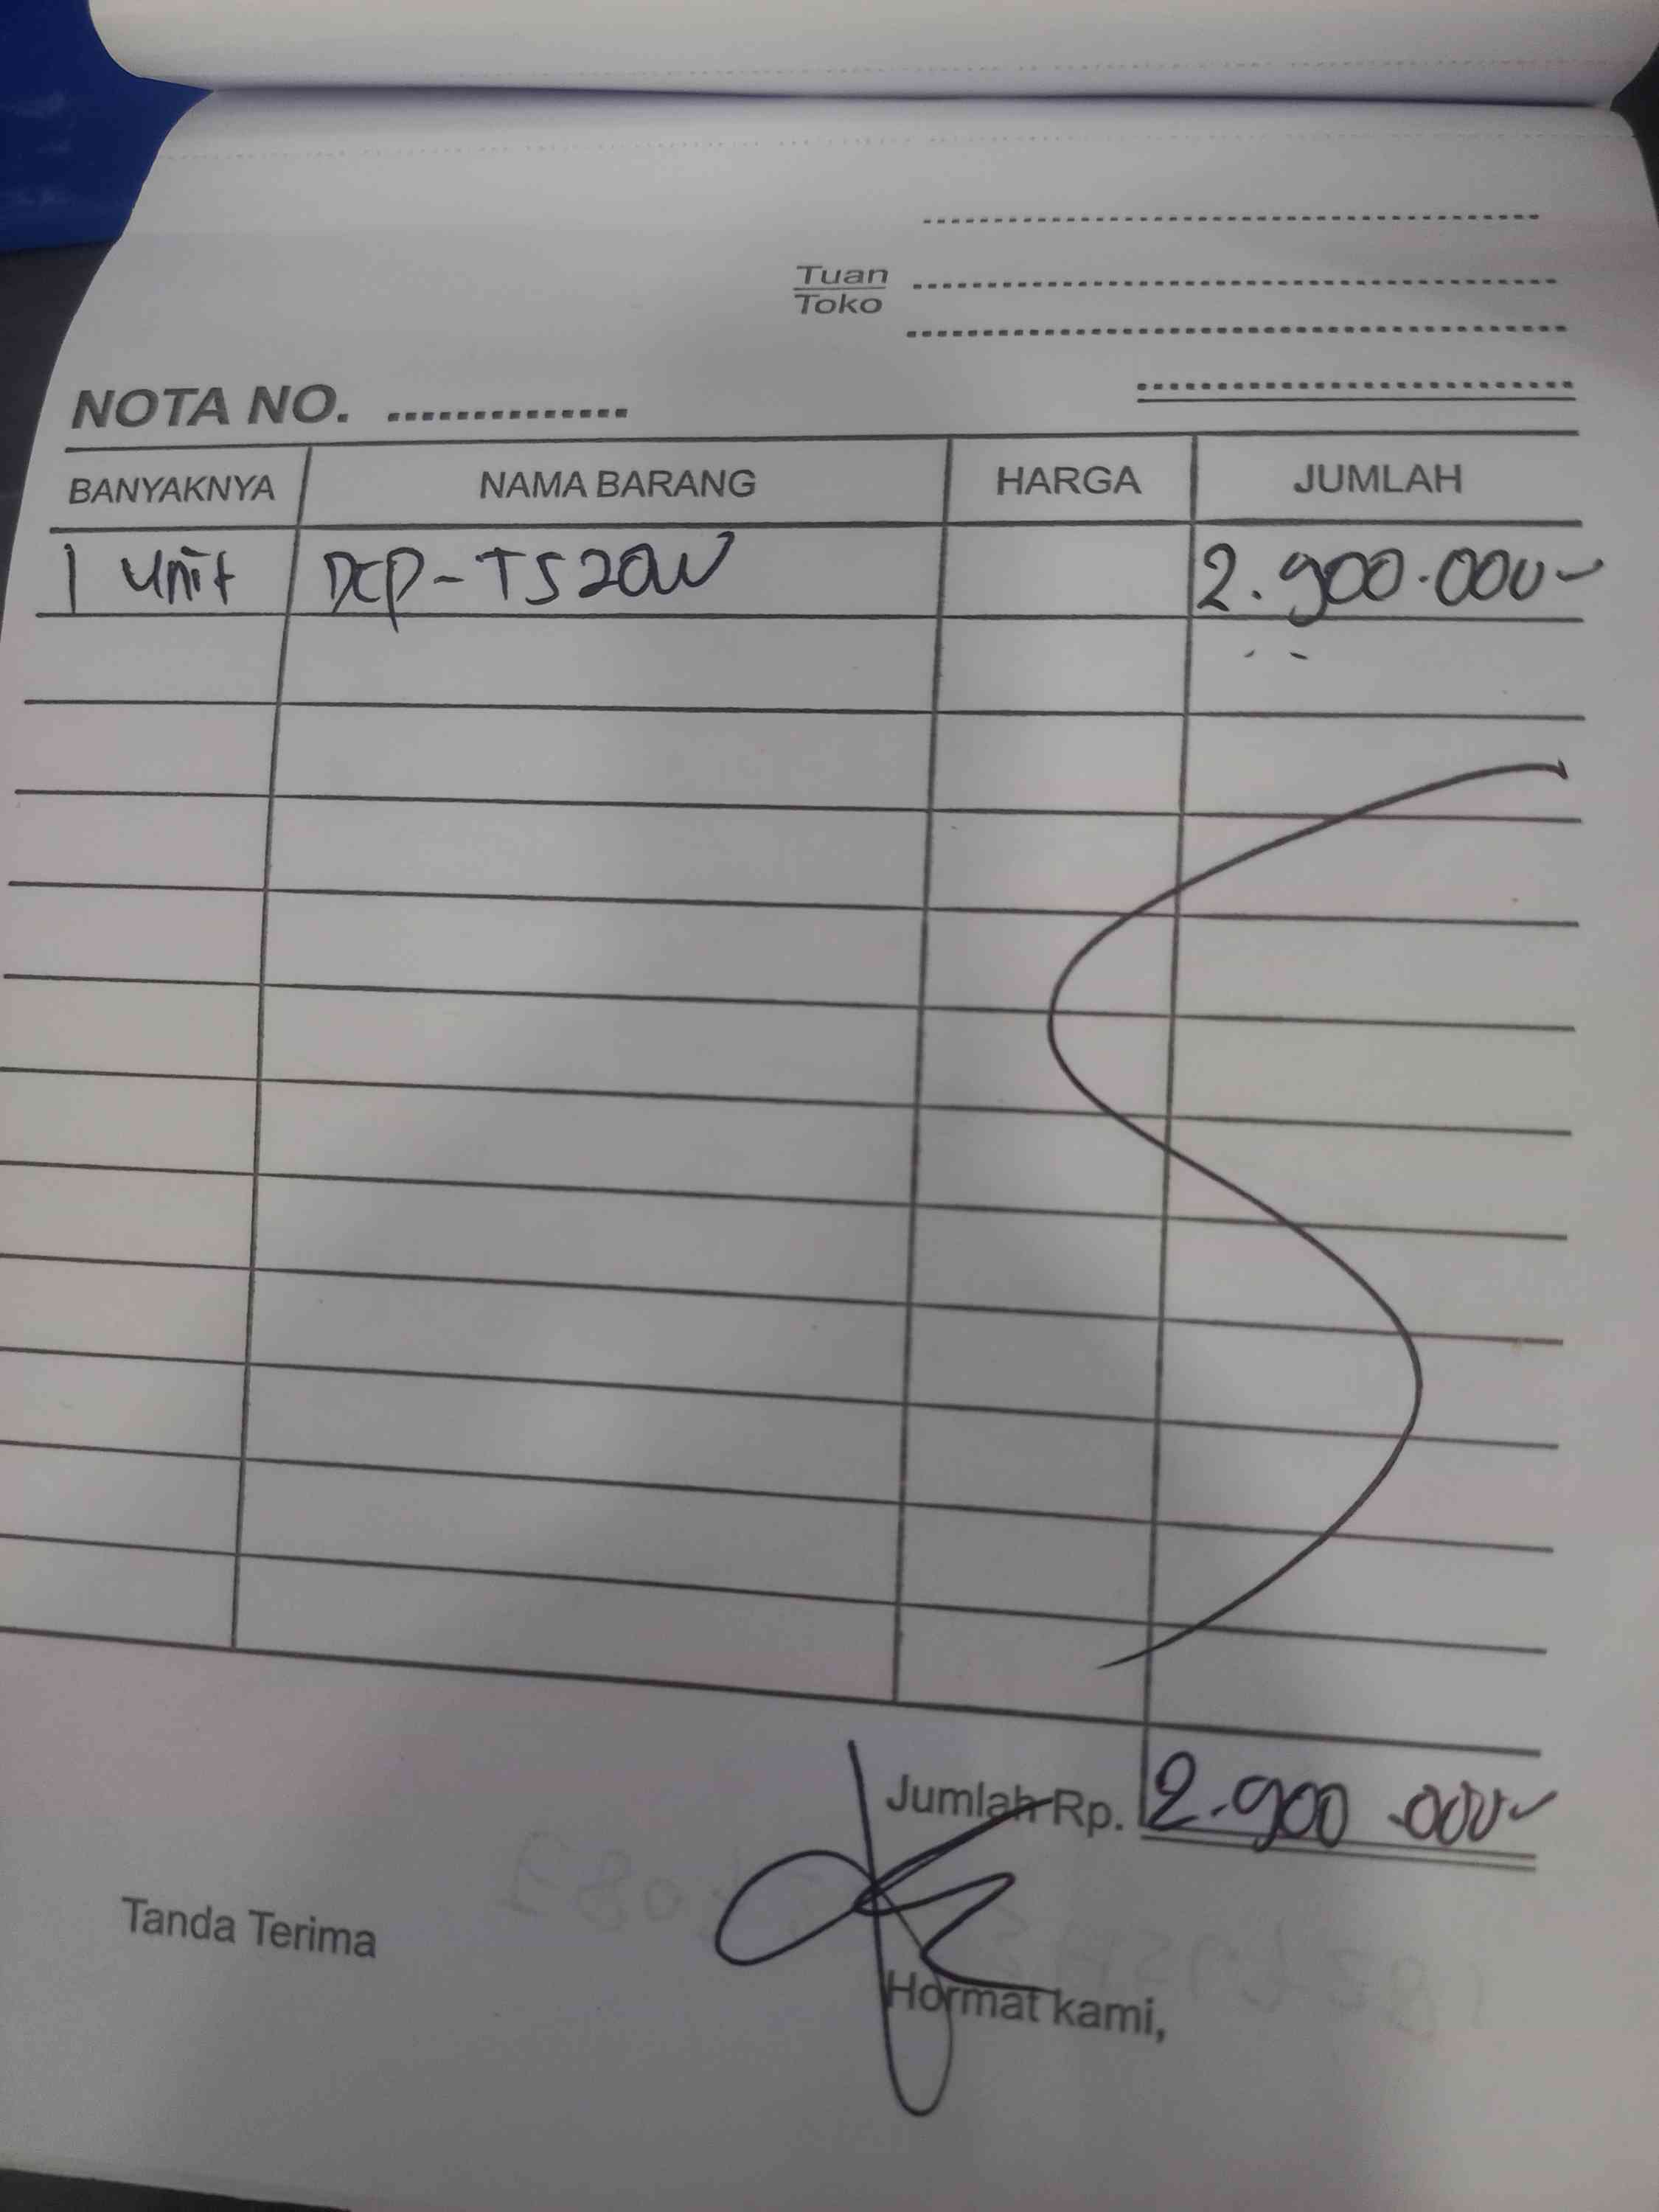 Tuan
Toko
NOTA NO. ..............
BANYAKNYA NAMA BARANG HARGA JUMLAH
1 Unit DCP-T520W 2.900.000
Jumlah Rp. 2.900.000
Tanda Terima
Hormat kami,